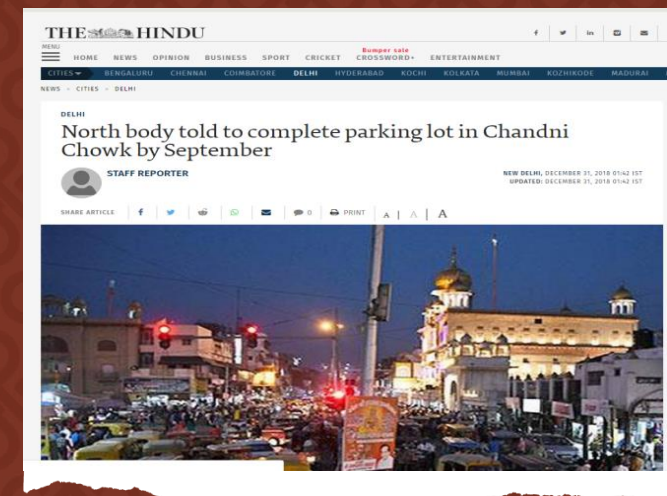 THE HINDU
f in
MENU
HOME NEWS OPINION BUSINESS SPORT CRICKET Bumper sale CROSSWORD+ ENTERTAINMENT
CITIES BENGALURU CHENNAI COIMBATORE DELHI HYDERABAD KOCHI KOLKATA MUMBAI KOZHIKODE MADURAI
NEWS CITIES DELHI
DELHI
North body told to complete parking lot in Chandni
Chowk by September
STAFF REPORTER
NEW DELHI, DECEMBER 31, 2018 01:42 IST
UPDATED: DECEMBER 31, 2018 01:42 IST
SHARE ARTICLE f 0 PRINT A | A | A